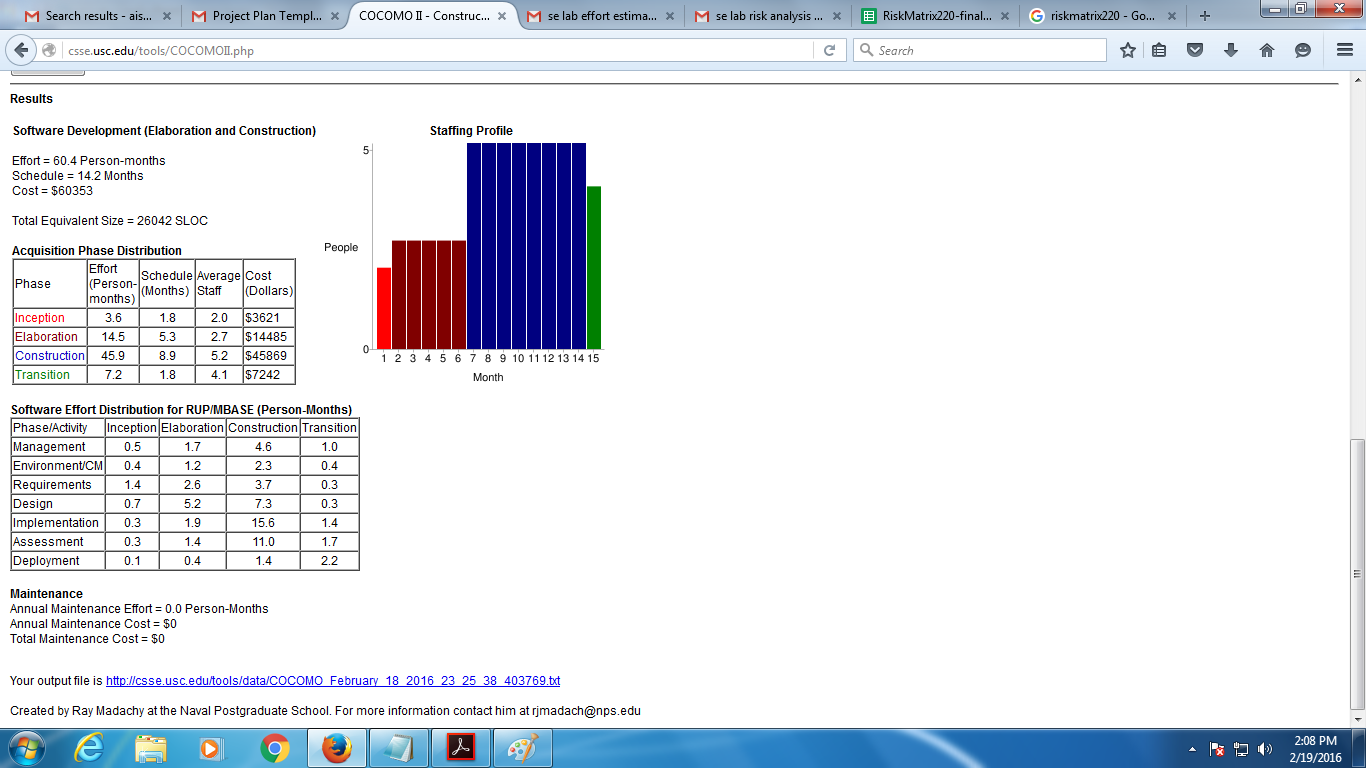 Search results - ais...
Project Plan Templ...
COCOMO II - Construc...
se lab effort estima...
se lab risk analysis ...
RiskMatrix220-final...
riskmatrix220 - Go...
csse.usc.edu/tools/COCOMOII.php
Search
Results
Software Development (Elaboration and Construction)
Effort = 60.4 Person-months
Schedule = 14.2 Months
Cost = $60353
Total Equivalent Size = 26042 SLOC
Staffing Profile
5
People
0
1 2 3 4 5 6 7 8 9 10 11 12 13 14 15
Month
Acquisition Phase Distribution
Phase Effort (Person-months) Schedule (Months) Average Staff Cost (Dollars)
Inception 3.6 1.8 2.0 $3621
Elaboration 14.5 5.3 2.7 $14485
Construction 45.9 8.9 5.2 $45869
Transition 7.2 1.8 4.1 $7242
Software Effort Distribution for RUP/MBASE (Person-Months)
Phase/Activity Inception Elaboration Construction Transition
Management 0.5 1.7 4.6 1.0
Environment/CM 0.4 1.2 2.3 0.4
Requirements 1.4 2.6 3.7 0.3
Design 0.7 5.2 7.3 0.3
Implementation 0.3 1.9 15.6 1.4
Assessment 0.3 1.4 11.0 1.7
Deployment 0.1 0.4 1.4 2.2
Maintenance
Annual Maintenance Effort = 0.0 Person-Months
Annual Maintenance Cost = $0
Total Maintenance Cost = $0
Your output file is http://csse.usc.edu/tools/data/COCOMO_February_18_2016_23_25_38_403769.txt
Created by Ray Madachy at the Naval Postgraduate School. For more information contact him at rjmadach@nps.edu
2:08 PM
2/19/2016